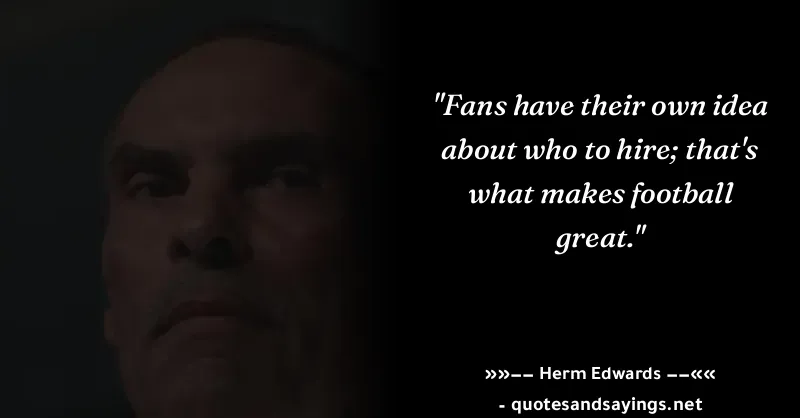 "Fans have their own idea
about who to hire; that's
what makes football
great."
»»−− Herm Edwards −−««
- quotesandsayings.net